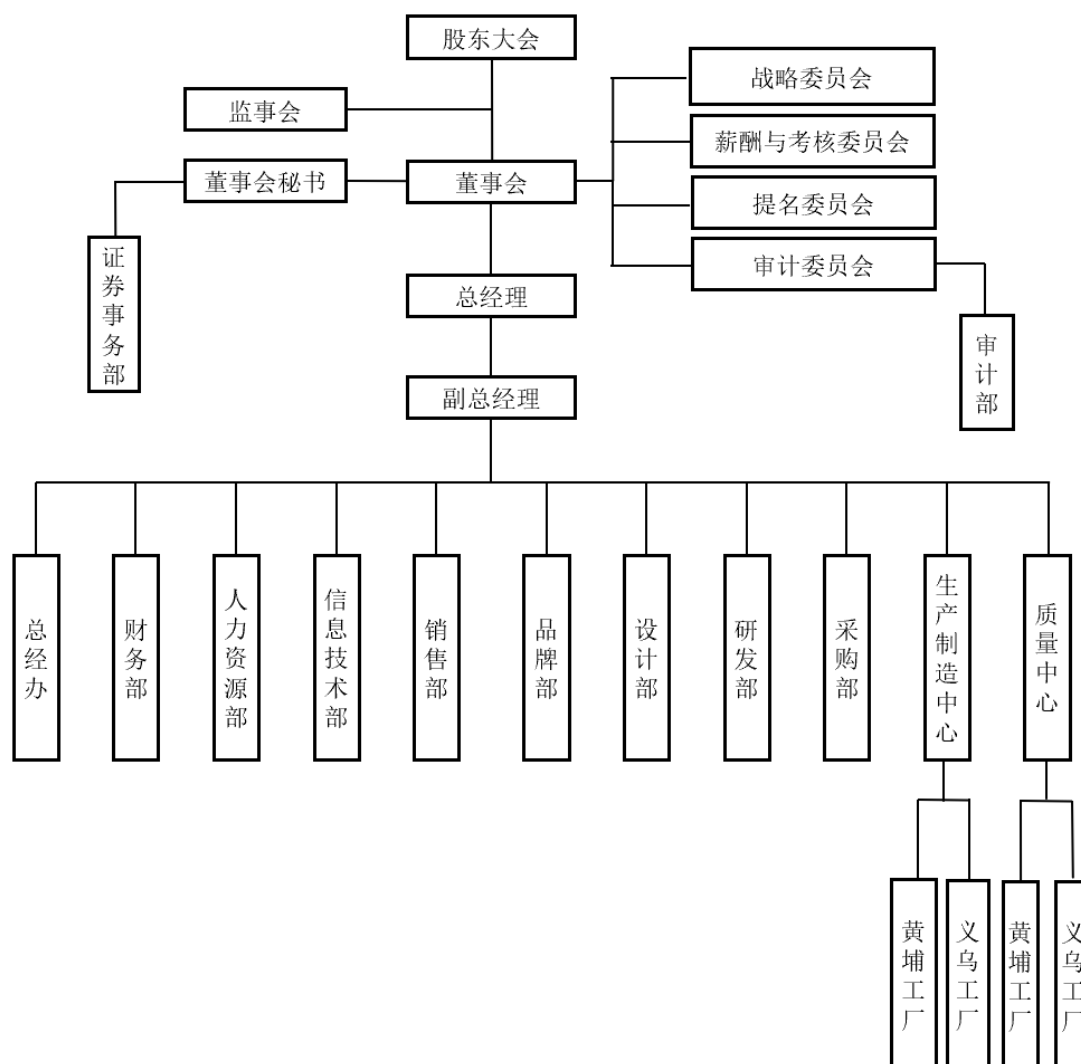 股东大会
战略委员会
监事会
薪酬与考核委员会
董事会秘书
董事会
提名委员会
审计委员会
证券事务部
总经理
审计部
副总经理
总经办
财务部
人力资源部
信息技术部
销售部
品牌部
设计部
研发部
采购部
生产制造中心
质量中心
黄埔工厂
义乌工厂
黄埔工厂
义乌工厂